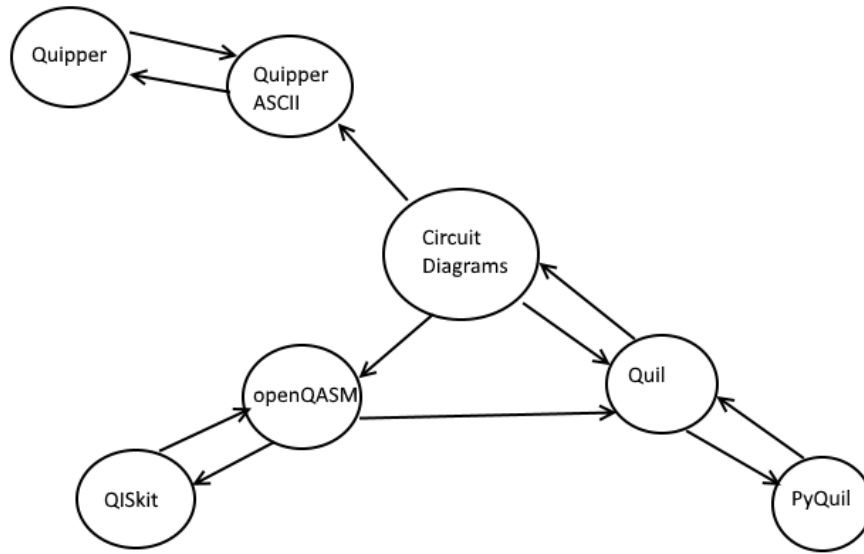 Quipper
Quipper
ASCII
Circuit
Diagrams
Quil
openQASM
QISkit
PyQuil